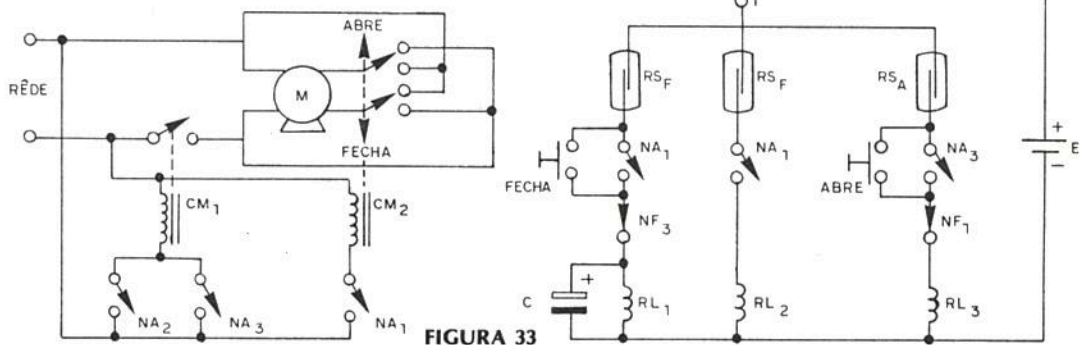 ABRE
RÊDE
M
FECHA
CM1
CM2
NA2
NA3
NA1
RSF
RSF
RSA
FECHA
NA1
NA1
ABRE
NA3
NF3
NF1
C
+
RL1
RL2
RL3
+
E
-
FIGURA 33